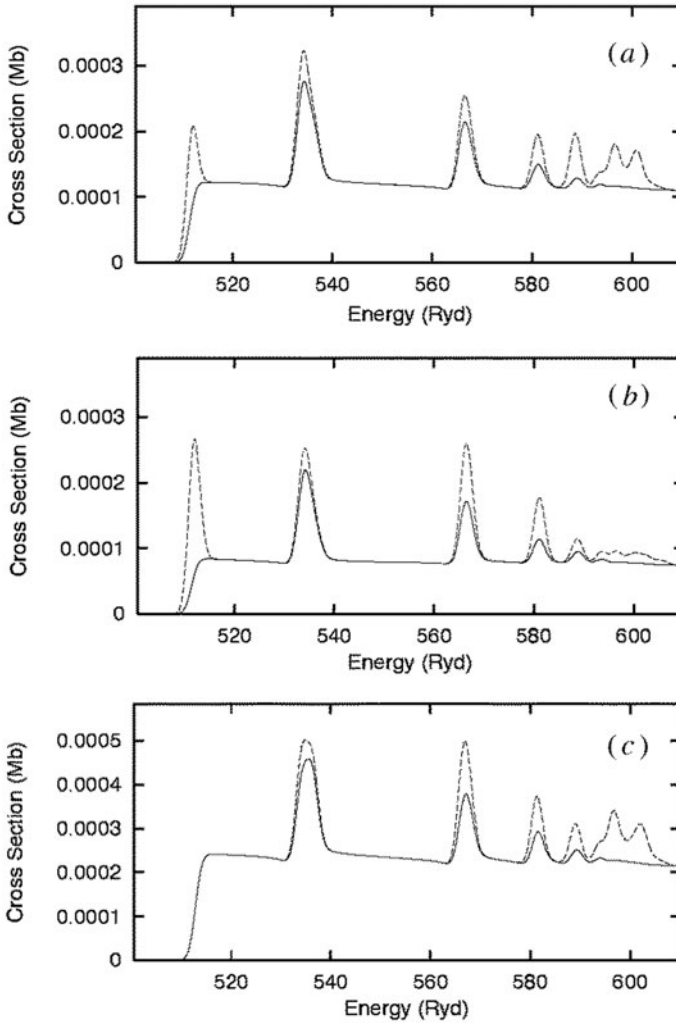 (a)
0.0003
0.0002
0.0001
0
Cross Section (Mb)
520 540 560 580 600
Energy (Ryd)
(b)
0.0003
0.0002
0.0001
0
Cross Section (Mb)
520 540 560 580 600
Energy (Ryd)
(c)
0.0005
0.0004
0.0003
0.0002
0.0001
0
Cross Section (Mb)
520 540 560 580 600
Energy (Ryd)